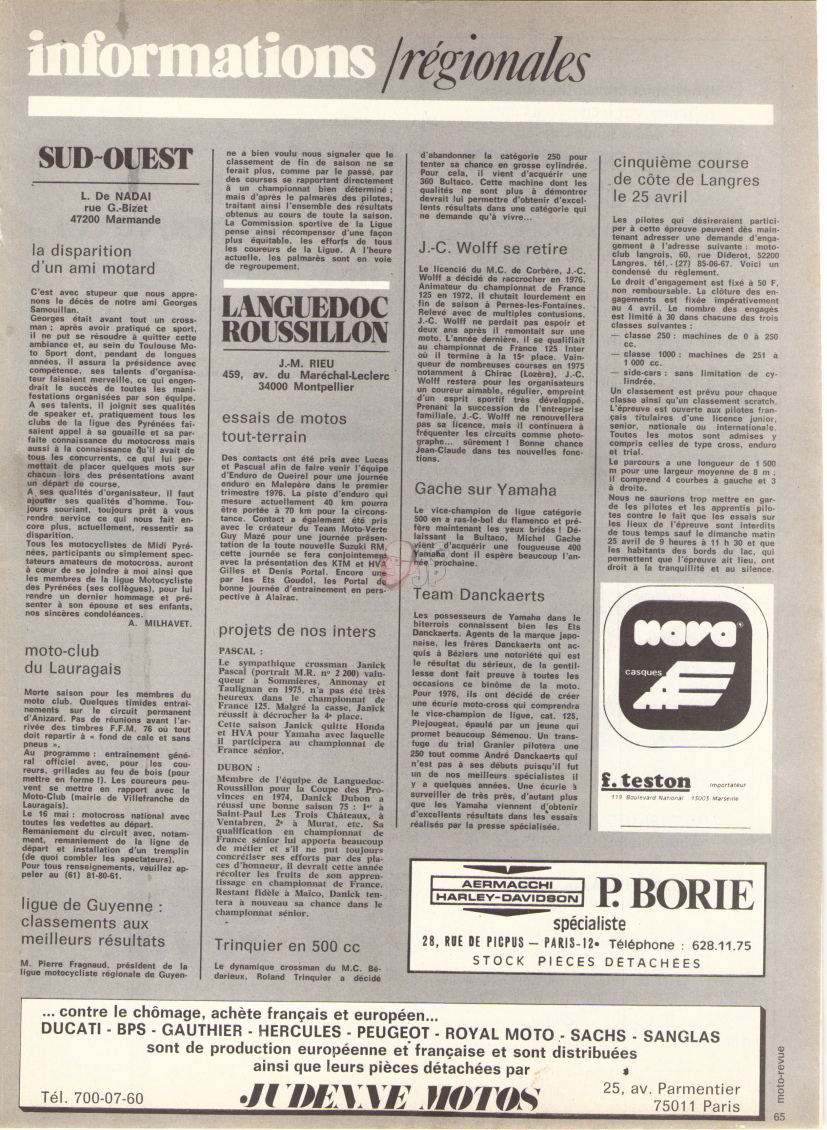 informations /régionales
SUD-OUEST
L. De NADAI
rue G.-Bizet
47200 Marmande
la disparition
d'un ami motard
C'est avec stupeur que nous appre-
nons le décès de notre ami Georges
Samouillan.
Georges était avant tout un cross-
man ; après avoir pratiqué ce sport,
il ne put se résoudre à quitter cette
ambiance et, au sein du Toulouse Mo-
to Sport dont, pendant de longues
années, il assura la présidence avec
compétence, ses talents d'organisa-
teur faisaient merveille, ce qui engen-
drait le succès de toutes les mani-
festations organisées par son équipe.
A ses talents, il joignit ses qualités
de speaker et, pratiquement tous les
clubs de la ligue des Pyrénées fai-
saient appel à sa gouaille et sa par-
faite connaissance du motocross mais
aussi à la connaissance qu'il avait de
tous les concurrents, ce qui lui per-
mettait de placer quelques mots sur
chacun lors des présentations avant
un départ de course.
A ses qualités d'organisateur, il faut
ajouter ses qualités d'homme. Tou-
jours souriant, toujours prêt à vous
rendre service ce qui nous fait en-
core plus, actuellement, ressentir sa
disparition.
Tous les motocyclistes de Midi Pyré-
nées, participants ou simplement spec-
tateurs amateurs de motocross, auront
à cœur de se joindre à moi ainsi que
les membres de la ligue Motocycliste
des Pyrénées (ses collègues), pour lui
rendre un dernier hommage et pré-
senter à son épouse et ses enfants,
nos sincères condoléances.
A. MILHAVET.
moto-club
du Lauragais
Morte saison pour les membres du
moto club. Quelques timides entrai-
nements sur le circuit permanent
d'Anizard. Pas de réunions avant l'ar-
rivée des timbres F.F.M. 76 où tout
doit repartir à « fond de cale et sans
pneus ».
Au programme : entraînement géné-
ral officiel avec, pour les cou-
reurs, grillades au feu de bois (pour
mettre en forme !). Les coureurs peu-
vent se mettre en rapport avec le
Moto-Club (mairie de Villefranche de
Lauragais).
Le 16 mai : motocross national avec
toutes les vedettes au départ.
Remaniement du circuit avec, notam-
ment, remaniement de la ligne de
départ et installation d'un tremplin
(de quoi combler les spectateurs).
Pour tous renseignements, veuillez ap-
peler au (61) 81-80-61.
ligue de Guyenne :
classements aux
meilleurs résultats
M. Pierre Fragnaud, président de la
ligue motocycliste régionale de Guyen-
ne a bien voulu nous signaler que le
classement de fin de saison ne se
ferait plus, comme par le passé, par
des courses se rapportant directement
à un championnat bien déterminé ;
mais d'après le palmarès des pilotes,
traitant ainsi l'ensemble des résultats
obtenus au cours de toute la saison.
La Commission sportive de la Ligue
pense ainsi récompenser d'une façon
plus équitable, les efforts de tous
les coureurs de la Ligue. A l'heure
actuelle, les palmarès sont en voie
de regroupement.
LANGUEDOC
ROUSSILLON
J.-M. RIEU
459, av. du Maréchal-Leclerc
34000 Montpellier
essais de motos
tout-terrain
Des contacts ont été pris avec Lucas
et Pascual afin de faire venir l'équipe
d'Enduro de Queirel pour une journée
enduro en Malepère dans le premier
trimestre 1976. La piste d'enduro qui
mesure actuellement 40 km pourra
être portée à 70 km pour la circons-
tance. Contact a également été pris
avec le créateur du Team Moto-Verte
Guy Mazé pour une journée présen-
tation de la toute nouvelle Suzuki RM,
cette journée se fera conjointement
avec la présentation des KTM et HVA
Gilles et Denis Portal. Encore une
par les Ets Goudol, les Portal de
bonne journée d'entrainement en pers-
pective à Alairac.
projets de nos inters
PASCAL :
Le sympathique crossman Janick
Pascal (portrait M.R. nº 2 200) vain-
queur à Sommières, Annonay et
Taulignan en 1975, n'a pas été très
heureux dans le championnat de
France 125. Malgré la casse, Janick
réussit à décrocher la 4e place.
Cette saison Janick quitte Honda
et HVA pour Yamaha avec laquelle
il participera au championnat de
France sénior.
DUBON :
Membre de l'équipe de Languedoc-
Roussillon pour la Coupe des Pro-
vinces en 1974, Danick Dubon a
réussi une bonne saison 75 : 1er à
Saint-Paul Les Trois Châteaux, à
Ventabren, 2e à Murat, etc. Sa
qualification en championnat de
France sénior lui apporta beaucoup
de métier et s'il ne put toujours
concrétiser ses efforts par des pla-
ces d'honneur, il devrait cette année
récolter les fruits de son appren-
tissage en championnat de France.
Restant fidèle à Maïco, Danick ten-
tera à nouveau sa chance dans le
championnat sénior.
Trinquier en 500 cc
Le dynamique crossman du M.C. Bé-
darieux, Roland Trinquier a décidé
d'abandonner la catégorie 250 pour
tenter sa chance en grosse cylindrée.
Pour cela, il vient d'acquérir une
360 Bultaco. Cette machine dont les
qualités ne sont plus à démontrer
devrait lui permettre d'obtenir d'excel-
lents résultats dans une catégorie qui
ne demande qu'à vivre...
J.-C. Wolff se retire
Le licencié du M.C. de Corbère, J.-C.
Wolff a décidé de raccrocher en 1976.
Animateur du championnat de France
125 en 1972, il chutait lourdement en
fin de saison à Pernes-les-Fontaines.
Relevé avec de multiples contusions,
J.-C. Wolff ne perdait pas espoir et
deux ans après il remontait sur une
moto. L'année dernière, il se qualifiait
au championnat de France 125 Inter
où il termine à la 15e place. Vain-
queur de nombreuses courses en 1975
notamment à Chirac (Lozère), J.-C.
Wolff restera pour les organisateurs
un coureur aimable, régulier, empreint
d'un esprit sportif très développé.
Prenant la succession de l'entreprise
familiale, J.-C. Wolff ne renouvellera
pas sa licence, mais il continuera à
fréquenter les circuits comme photo-
graphe... sûrement ! Bonne chance
Jean-Claude dans tes nouvelles fonc-
tions.
Gache sur Yamaha
Le vice-champion de ligue catégorie
500 en a ras-le-bol du flamenco et pré-
fère maintenant les yeux bridés ! Dé-
laissant la Bultaco, Michel Gache
vient d'acquérir une fougueuse 400
Yamaha dont il espère beaucoup l'an-
née prochaine.
Team Danckaerts
Les possesseurs de Yamaha dans le
biterrois connaissent bien les Ets
Danckaerts. Agents de la marque japo-
naise, les frères Danckaerts ont ac-
quis à Béziers une notoriété qui est
le résultat du sérieux, de la gentil-
lesse dont fait preuve à toutes les
occasions ce binôme de la moto.
Pour 1976, ils ont décidé de créer
une écurie moto-cross qui comprendra
le vice-champion de ligue, cat. 125,
Piejougeat, épaulé par un jeune qui
promet beaucoup Sémenou. Un trans-
fuge du trial Granier pilotera une
250 tout comme André Danckaerts qui
n'est pas à ses débuts puisqu'il fut
un de nos meilleurs spécialistes il
y a quelques années. Une écurie à
surveiller de très près, d'autant plus
que les Yamaha viennent d'obtenir
d'excellents résultats dans les essais
réalisés par la presse spécialisée.
cinquième course
de côte de Langres
le 25 avril
Les pilotes qui désireraient partici-
per à cette épreuve peuvent dès main-
tenant adresser une demande d'enga-
gement à l'adresse suivante : moto-
club langrois, 60, rue Diderot, 52200
Langres, tél. (27) 85-06-67. Voici un
condensé du règlement.
Le droit d'engagement est fixé à 50 F,
non remboursable. La clôture des en-
gagements est fixée impérativement
au 4 avril. Le nombre des engagés
est limité à 30 dans chacune des trois
classes suivantes :
— classe 250 : machines de 0 à 250
cc.
— classe 1000 : machines de 251 à
1 000 cc.
— side-cars : sans limitation de cy-
lindrée.
Un classement est prévu pour chaque
classe ainsi qu'un classement scratch.
L'épreuve est ouverte aux pilotes fran-
çais titulaires d'une licence junior,
senior, nationale ou internationale.
Toutes les motos sont admises y
compris celles de type cross, enduro
et trial.
Le parcours a une longueur de 1 500
m pour une largeur moyenne de 8 m ;
il comprend 4 courbes à gauche et 3
à droite.
Nous ne saurions trop mettre en gar-
de les pilotes et les apprentis pilo-
tes contre le fait que les essais sur
les lieux de l'épreuve sont interdits
de tous temps sauf le dimanche matin
25 avril de 9 heures à 11 h 30 et que
les habitants des bords du lac, qui
permettent que l'épreuve ait lieu, ont
droit à la tranquillité et au silence.
nava
casques
f. teston importateur
119 Boulevard National 13003 Marseille
AERMACCHI
HARLEY-DAVIDSON
P. BORIE
spécialiste
28, RUE DE PICPUS — PARIS-12e Téléphone : 628.11.75
STOCK PIÈCES DÉTACHÉES
... contre le chômage, achète français et européen...
DUCATI - BPS - GAUTHIER - HERCULES - PEUGEOT - ROYAL MOTO - SACHS - SANGLAS
sont de production européenne et française et sont distribuées
ainsi que leurs pièces détachées par
Tél. 700-07-60
JUDENNE MOTOS
25, av. Parmentier
75011 Paris
moto-revue
65